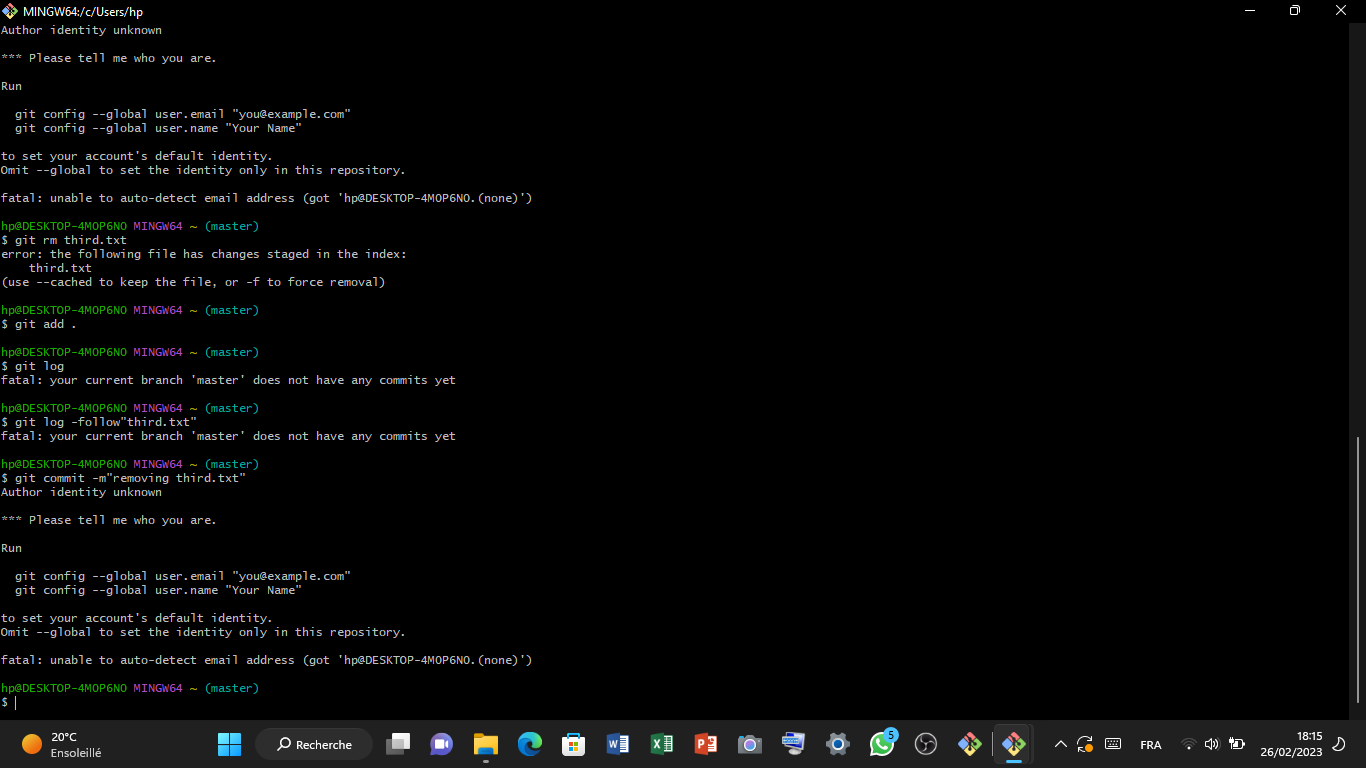 MINGW64:/c/Users/hp
Author identity unknown
*** Please tell me who you are.
Run
git config --global user.email "you@example.com"
git config --global user.name "Your Name"
to set your account's default identity.
Omit --global to set the identity only in this repository.
fatal: unable to auto-detect email address (got 'hp@DESKTOP-4MOP6NO.(none)')
hp@DESKTOP-4MOP6NO MINGW64 ~ (master)
$ git rm third.txt
error: the following file has changes staged in the index:
third.txt
(use --cached to keep the file, or -f to force removal)
hp@DESKTOP-4MOP6NO MINGW64 ~ (master)
$ git add .
hp@DESKTOP-4MOP6NO MINGW64 ~ (master)
$ git log
fatal: your current branch 'master' does not have any commits yet
hp@DESKTOP-4MOP6NO MINGW64 ~ (master)
$ git log -follow"third.txt"
fatal: your current branch 'master' does not have any commits yet
hp@DESKTOP-4MOP6NO MINGW64 ~ (master)
$ git commit -m"removing third.txt"
Author identity unknown
*** Please tell me who you are.
Run
git config --global user.email "you@example.com"
git config --global user.name "Your Name"
to set your account's default identity.
Omit --global to set the identity only in this repository.
fatal: unable to auto-detect email address (got 'hp@DESKTOP-4MOP6NO.(none)')
hp@DESKTOP-4MOP6NO MINGW64 ~ (master)
$
20°C
Ensoleillé
Recherche
5
FRA
18:15
26/02/2023